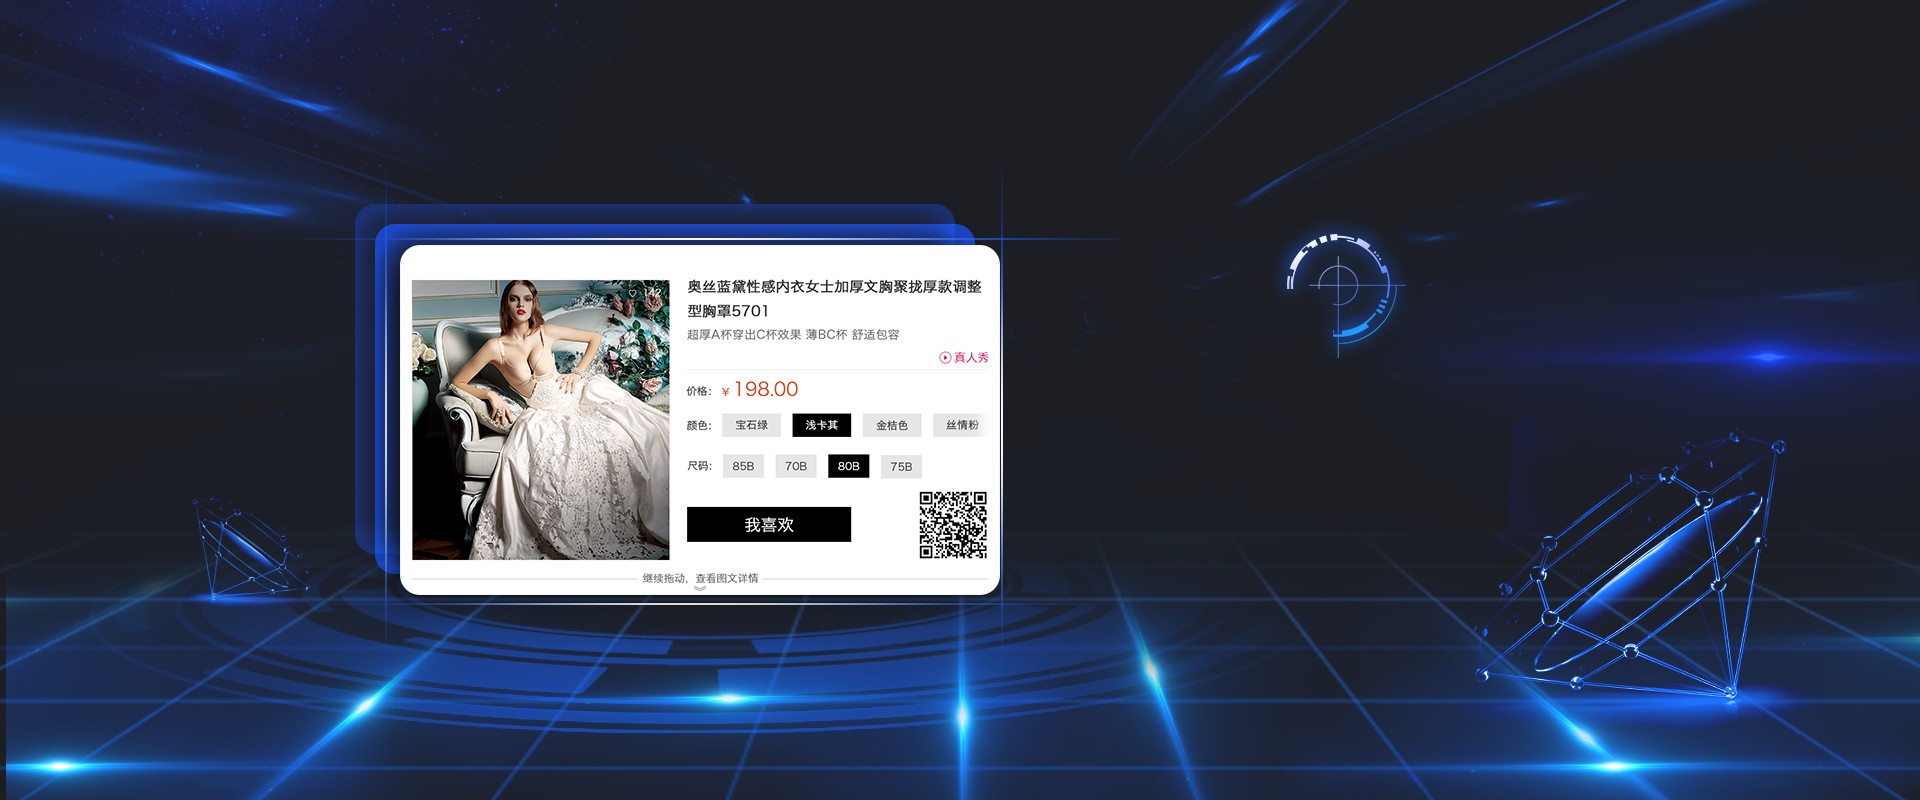 奥丝蓝黛性感内衣女士加厚文胸聚拢厚款调整
型胸罩5701
超厚A杯穿出C杯效果 薄BC杯 舒适包容
真人秀
价格： ¥ 198.00
颜色： 宝石绿 浅卡其 金桔色 丝情粉
尺码： 85B 70B 80B 75B
我喜欢
继续拖动，查看图文详情